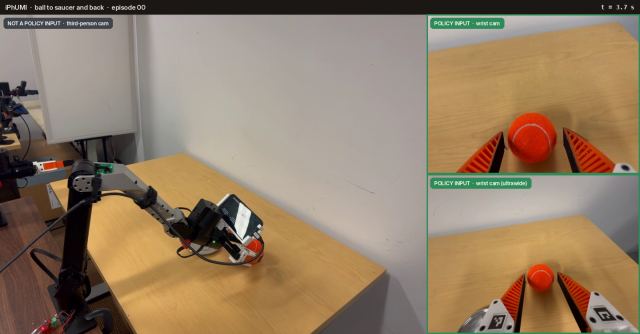 iPhUMI · ball to saucer and back · episode 00
t = 3.7 s
NOT A POLICY INPUT · third-person cam
POLICY INPUT · wrist cam
POLICY INPUT · wrist cam (ultrawide)